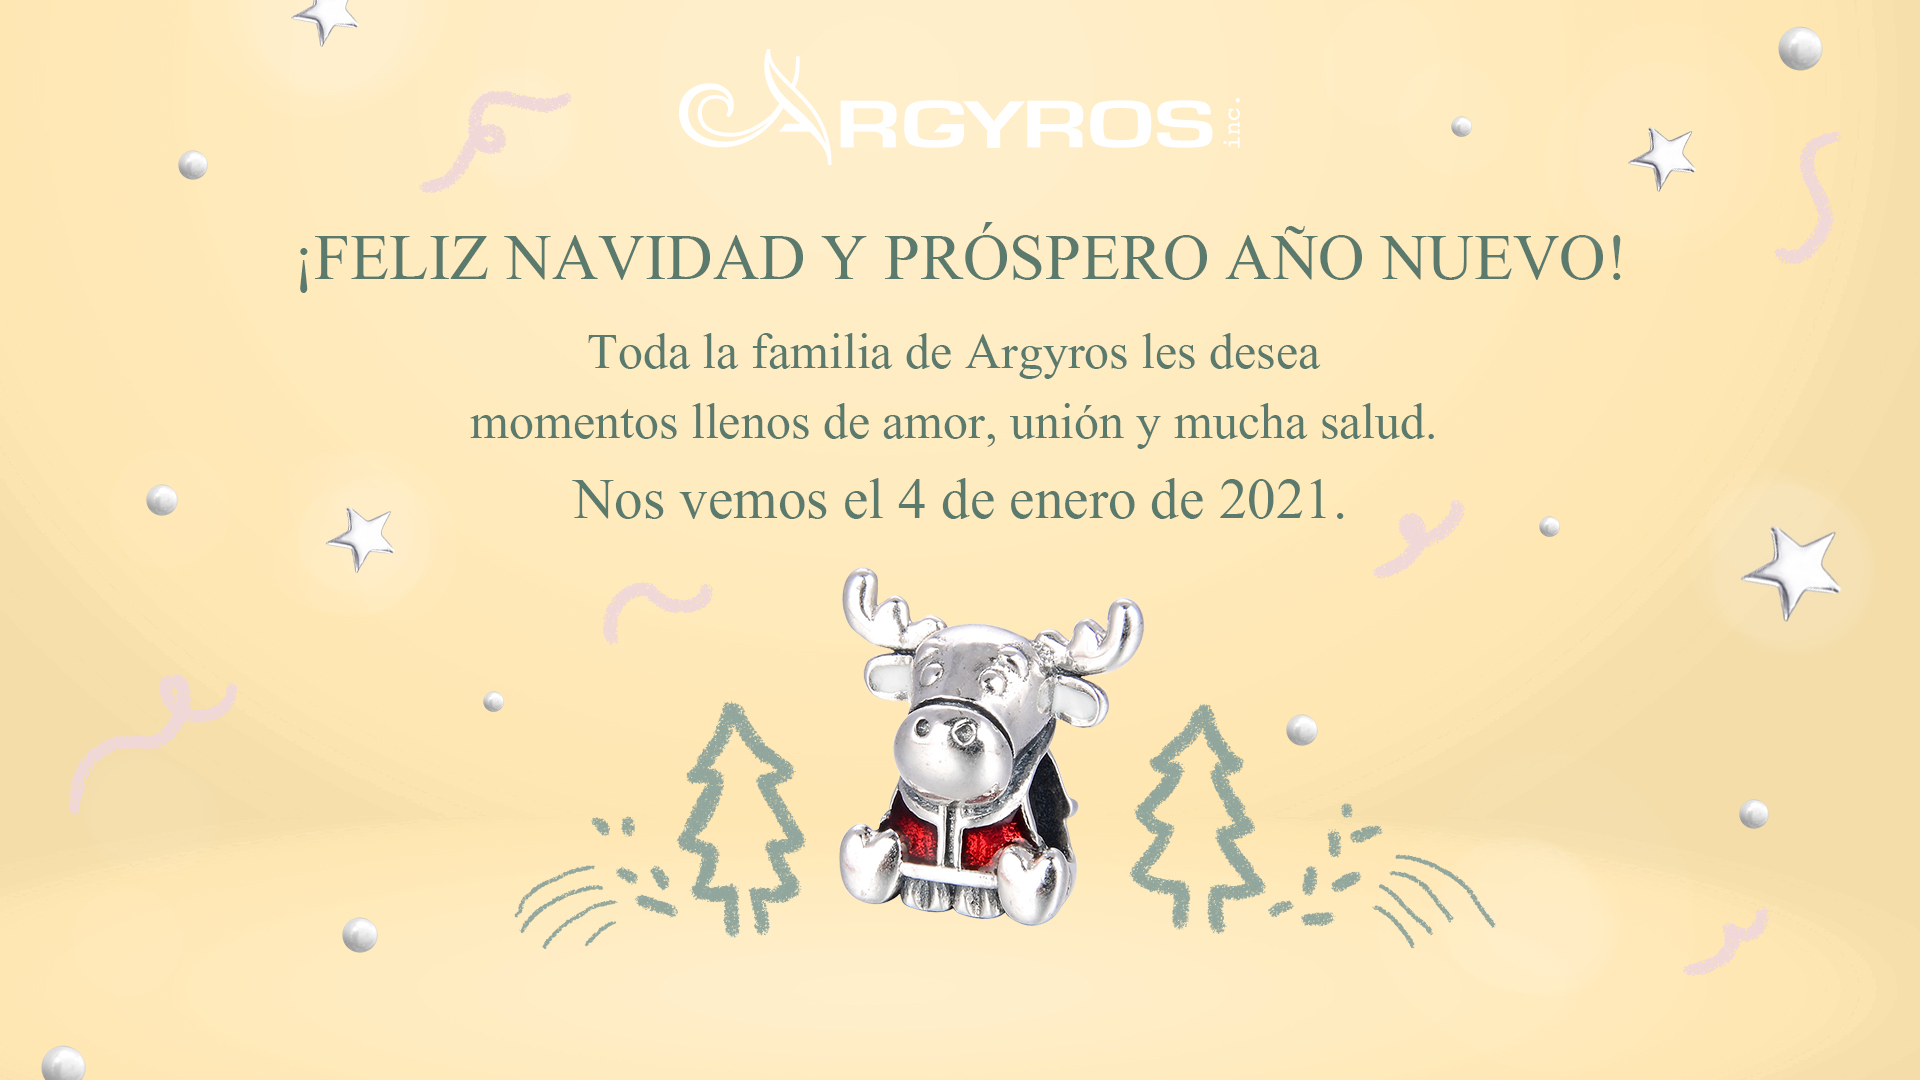 ARGYROS inc.
¡FELIZ NAVIDAD Y PRÓSPERO AÑO NUEVO!
Toda la familia de Argyros les desea
momentos llenos de amor, unión y mucha salud.
Nos vemos el 4 de enero de 2021.